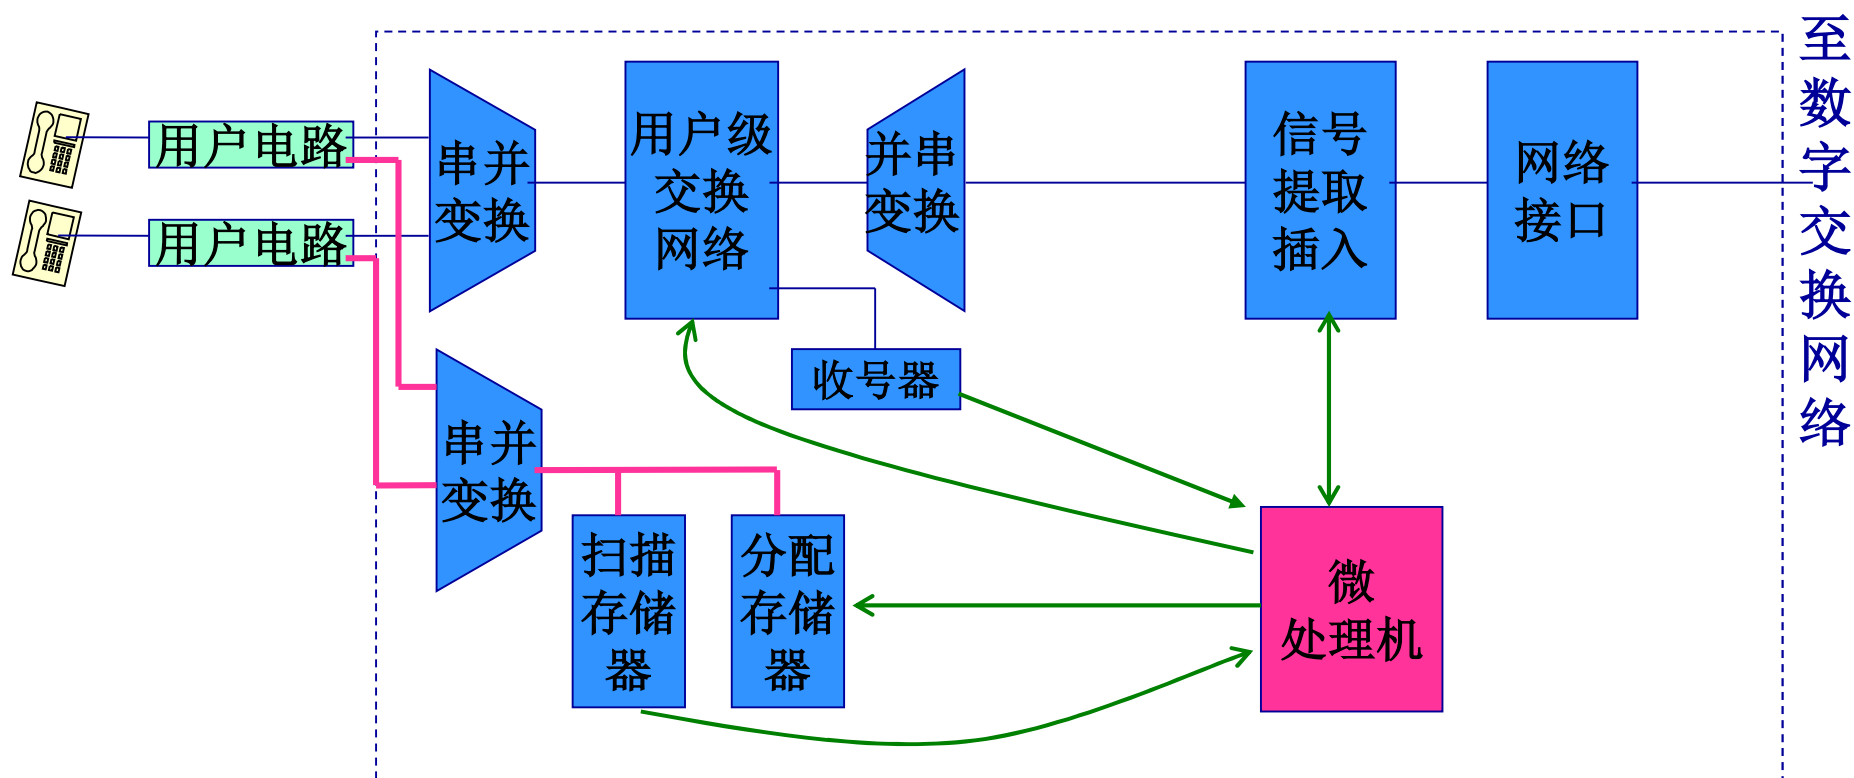 用户电路
用户电路
串并
变换
用户级
交换
网络
并串
变换
信号
提取
插入
网络
接口
至
数
字
交
换
网
络
收号器
串并
变换
扫描
存储
器
分配
存储
器
微
处理机